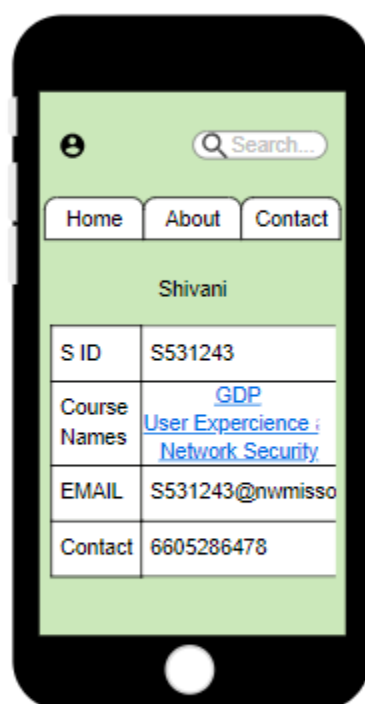 Search...
Home About Contact
Shivani
S ID S531243
Course Names GDP
User Expercience
Network Security
EMAIL S531243@nwmisso
Contact 6605286478